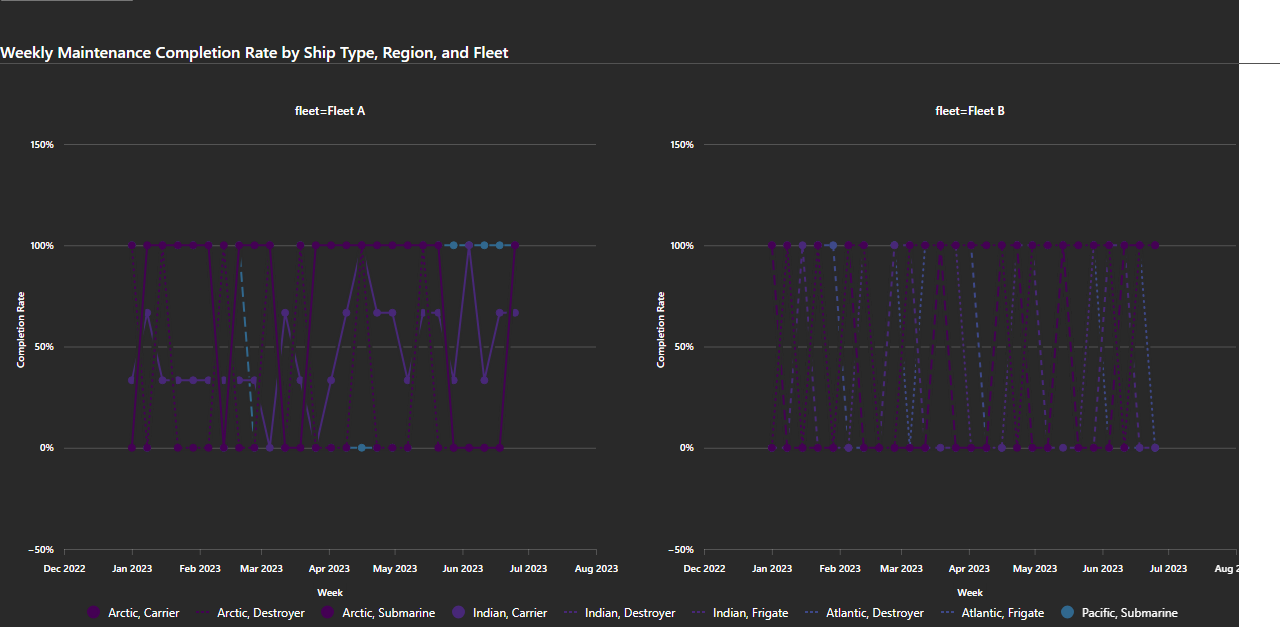 Weekly Maintenance Completion Rate by Ship Type, Region, and Fleet
fleet=Fleet A
fleet=Fleet B
150%
100%
50%
0%
−50%
Completion Rate
Dec 2022 Jan 2023 Feb 2023 Mar 2023 Apr 2023 May 2023 Jun 2023 Jul 2023 Aug 2023
Week
150%
100%
50%
0%
−50%
Completion Rate
Dec 2022 Jan 2023 Feb 2023 Mar 2023 Apr 2023 May 2023 Jun 2023 Jul 2023 Aug 2
Week
Arctic, Carrier Arctic, Destroyer Arctic, Submarine Indian, Carrier Indian, Destroyer Indian, Frigate Atlantic, Destroyer Atlantic, Frigate Pacific, Submarine